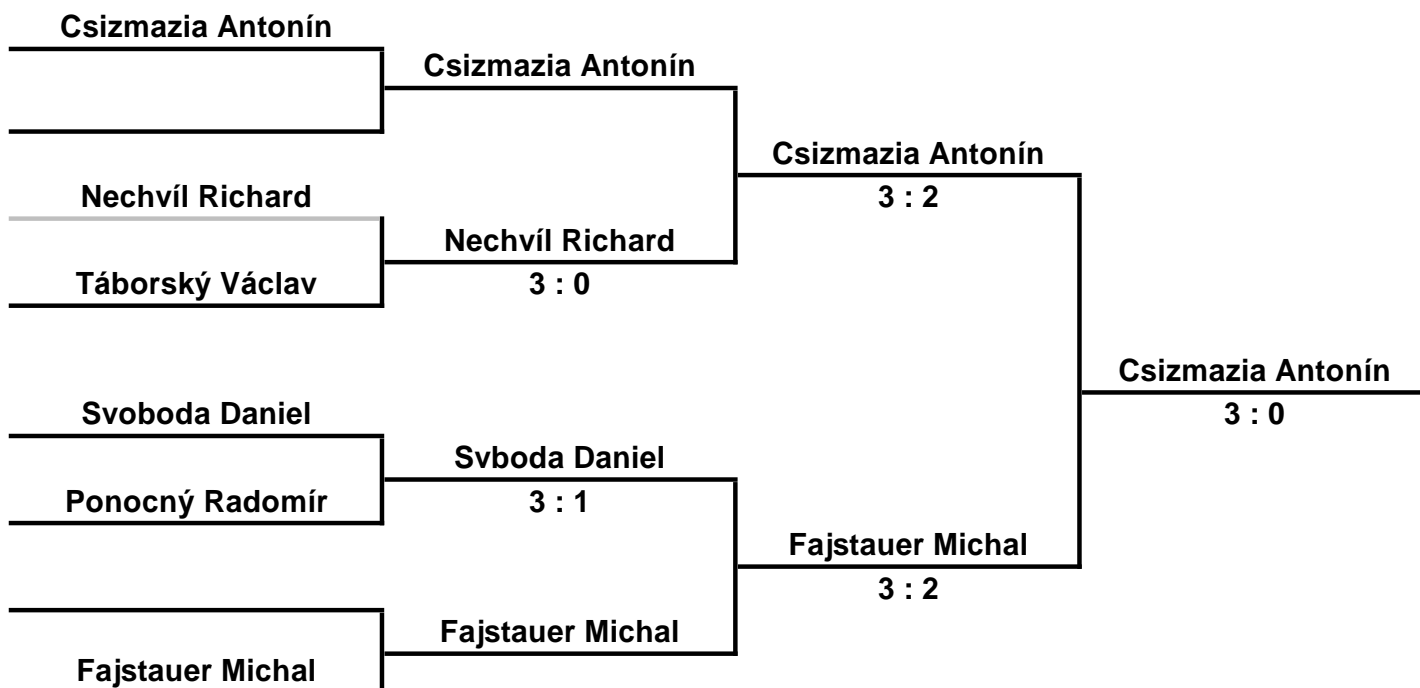 Csizmazia Antonín
Csizmazia Antonín
Csizmazia Antonín
3 : 2
Nechvíl Richard
Nechvíl Richard
3 : 0
Táborský Václav
Csizmazia Antonín
3 : 0
Svoboda Daniel
Svboda Daniel
3 : 1
Ponocný Radomír
Fajstauer Michal
3 : 2
Fajstauer Michal
Fajstauer Michal